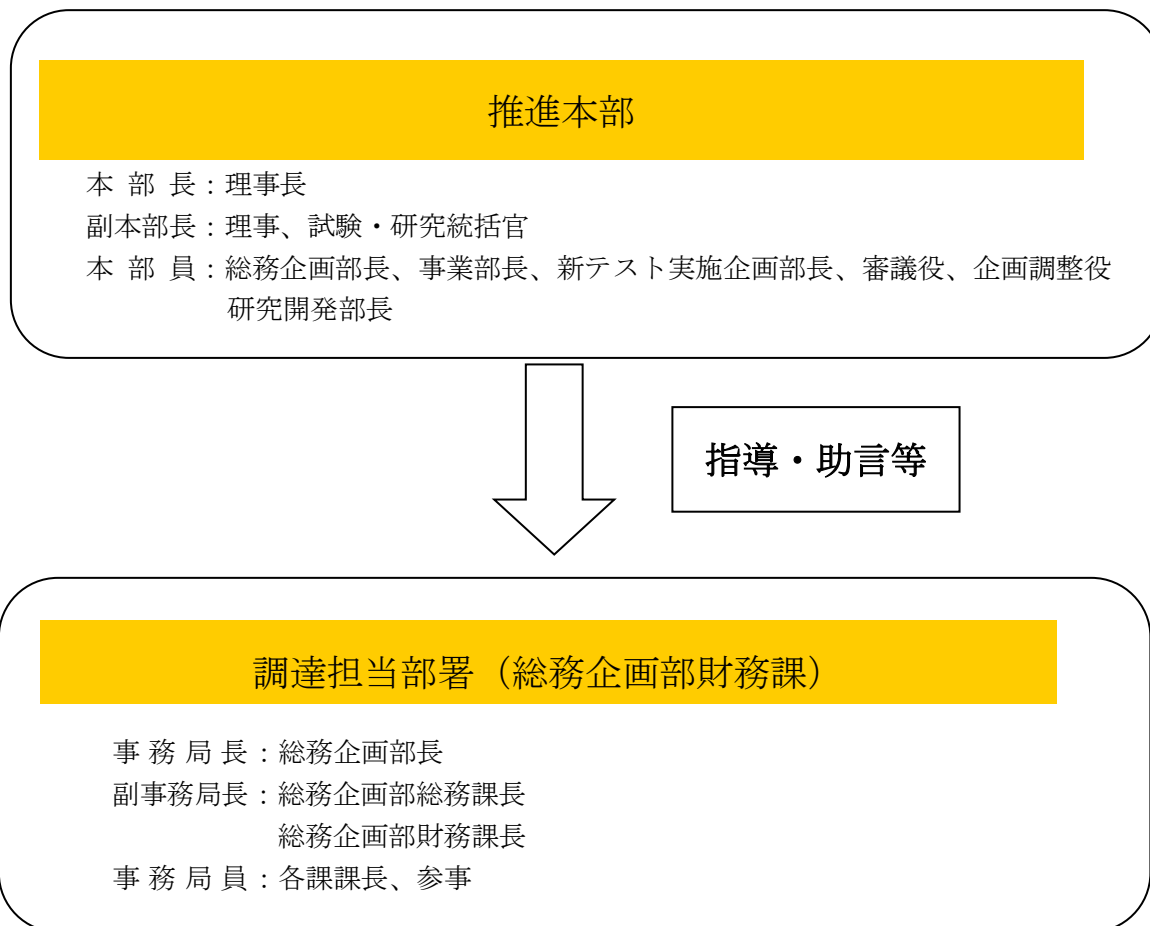 推進本部
本 部 長：理事長
副本部長：理事、試験・研究統括官
本 部 員：総務企画部長、事業部長、新テスト実施企画部長、審議役、企画調整役
研究開発部長
指導・助言等
調達担当部署（総務企画部財務課）
事 務 局 長：総務企画部長
副事務局長：総務企画部総務課長
総務企画部財務課長
事 務 局 員：各課課長、参事